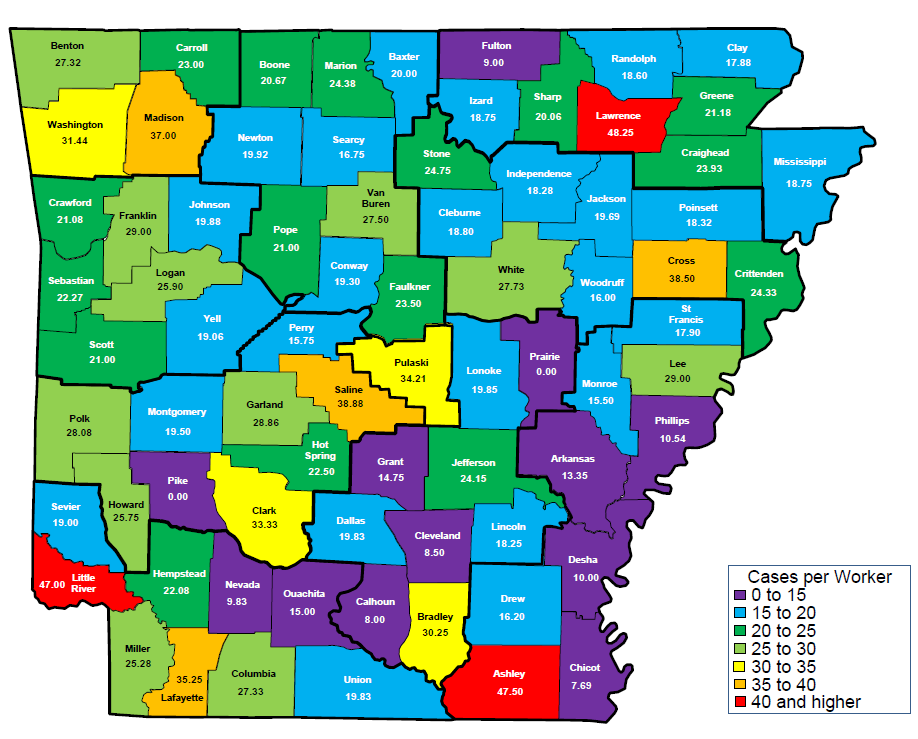 Benton
27.32
Carroll
23.00
Boone
20.67
Marion
24.38
Baxter
20.00
Fulton
9.00
Randolph
18.60
Clay
17.88
Washington
31.44
Madison
37.00
Newton
19.92
Searcy
16.75
Izard
18.75
Sharp
20.06
Lawrence
48.25
Greene
21.18
Stone
24.75
Craighead
23.93
Mississippi
18.75
Independence
18.28
Jackson
19.69
Poinsett
18.32
Crawford
21.08
Franklin
29.00
Johnson
19.88
Pope
21.00
Van
Buren
27.50
Cleburne
18.80
Sebastian
22.27
Logan
25.90
Conway
19.30
Faulkner
23.50
White
27.73
Woodruff
16.00
Cross
38.50
Crittenden
24.33
Scott
21.00
Yell
19.06
Perry
15.75
St
Francis
17.90
Pulaski
34.21
Lonoke
19.85
Prairie
0.00
Monroe
15.50
Lee
29.00
Phillips
10.54
Polk
28.08
Montgomery
19.50
Garland
28.86
Saline
38.88
Hot
Spring
22.50
Grant
14.75
Jefferson
24.15
Arkansas
13.35
Pike
0.00
Sevier
19.00
Howard
25.75
Clark
33.33
Dallas
19.83
Cleveland
8.50
Lincoln
18.25
Desha
10.00
47.00 Little
River
Hempstead
22.08
Nevada
9.83
Ouachita
15.00
Calhoun
8.00
Bradley
30.25
Drew
16.20
Miller
25.28
35.25
Lafayette
Columbia
27.33
Union
19.83
Ashley
47.50
Chicot
7.69
Cases per Worker
0 to 15
15 to 20
20 to 25
25 to 30
30 to 35
35 to 40
40 and higher